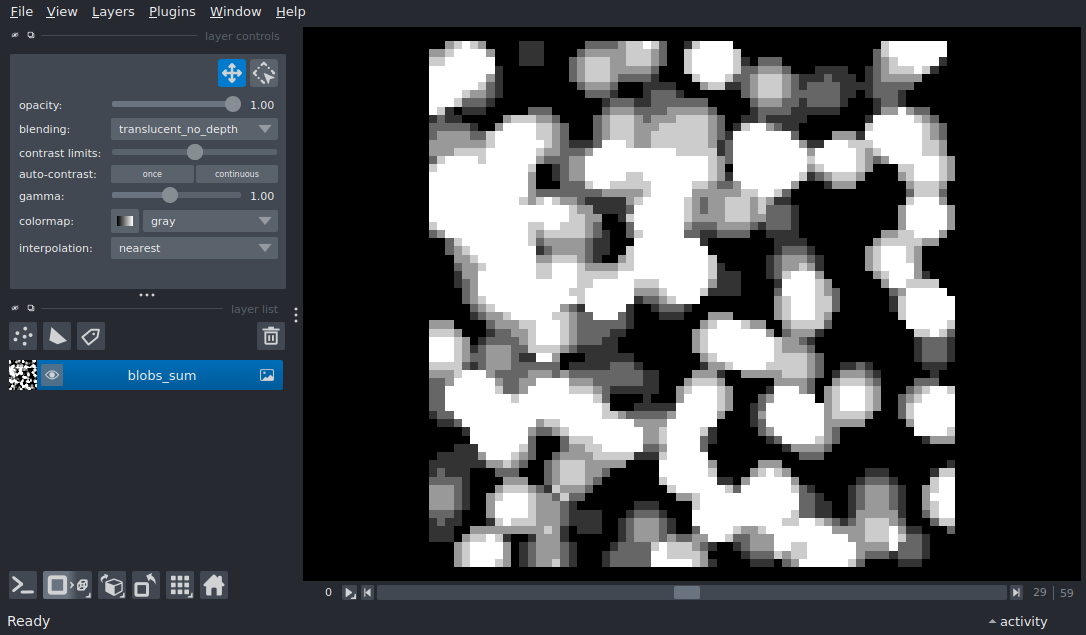 File View Layers Plugins Window Help
layer controls
opacity: 1.00
blending: translucent_no_depth
contrast limits:
auto-contrast: once continuous
gamma: 1.00
colormap: gray
interpolation: nearest
layer list
blobs_sum
0 29 59
Ready activity